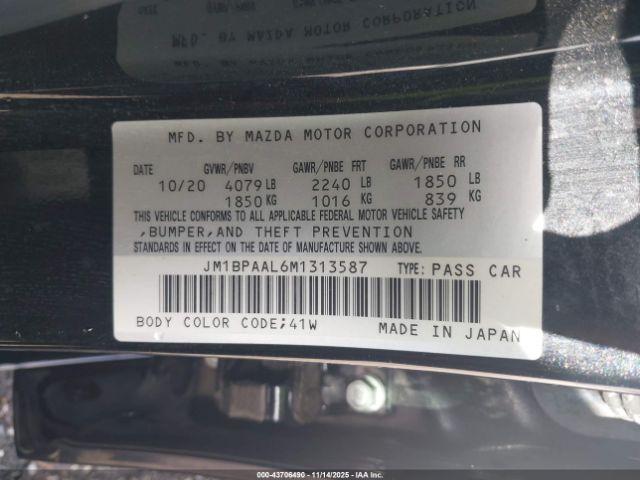 MFD. BY MAZDA MOTOR CORPORATION
DATE GVWR/PNBV GAWR/PNBE FRT GAWR/PNBE RR
10/20 4079 LB 2240 LB 1850 LB
1850 KG 1016 KG 839 KG
THIS VEHICLE CONFORMS TO ALL APPLICABLE FEDERAL MOTOR VEHICLE SAFETY
,BUMPER,AND THEFT PREVENTION
STANDARDS IN EFFECT ON THE DATE OF MANUFACTURE SHOWN ABOVE.
JM1BPAAL6M1313587 TYPE: PASS CAR
BODY COLOR CODE;41W MADE IN JAPAN
000-43706490 - 11/14/2025 - IAAI.COM